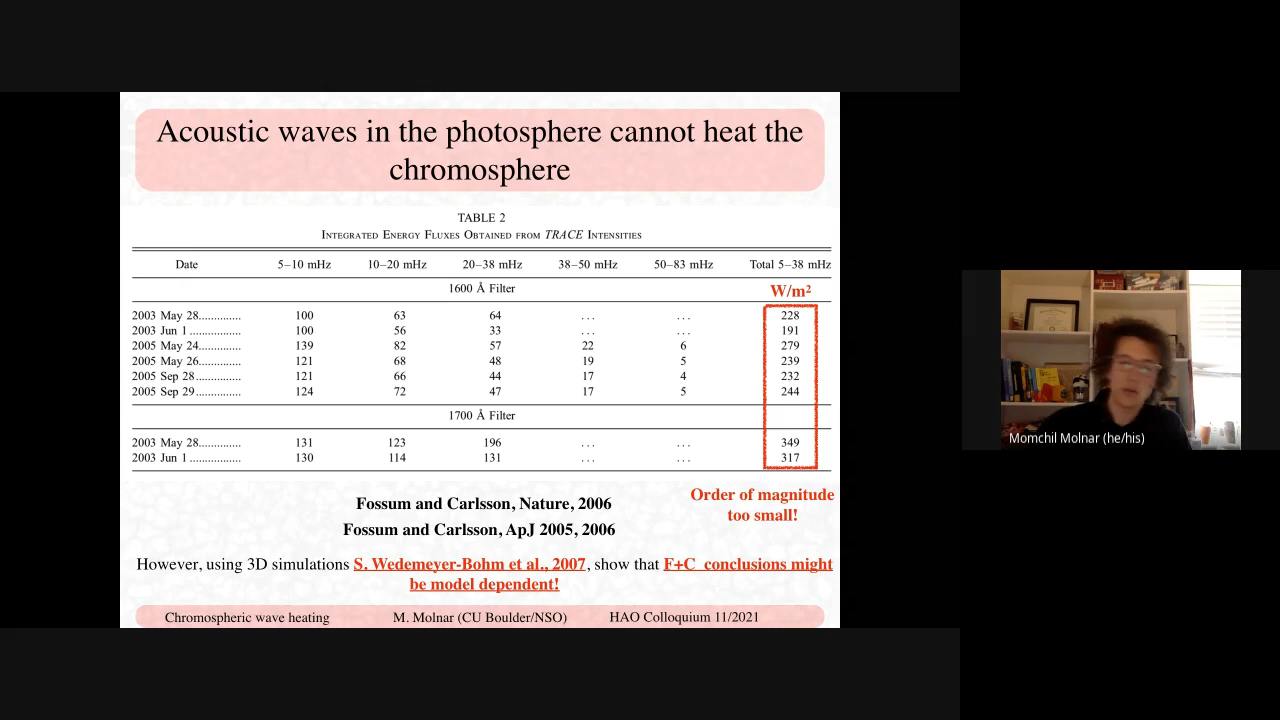 Acoustic waves in the photosphere cannot heat the
chromosphere
TABLE 2
INTEGRATED ENERGY FLUXES OBTAINED FROM TRACE INTENSITIES
Date 5–10 mHz 10–20 mHz 20–38 mHz 38–50 mHz 50–83 mHz Total 5–38 mHz
1600 Å Filter W/m²
2003 May 28.............. 100 63 64 ... ... 228
2003 Jun 1 ................ 100 56 33 ... ... 191
2005 May 24.............. 139 82 57 22 6 279
2005 May 26.............. 121 68 48 19 5 239
2005 Sep 28............... 121 66 44 17 4 232
2005 Sep 29............... 124 72 47 17 5 244
1700 Å Filter
2003 May 28.............. 131 123 196 ... ... 349
2003 Jun 1 ................ 130 114 131 ... ... 317
Fossum and Carlsson, Nature, 2006
Fossum and Carlsson, ApJ 2005, 2006
Order of magnitude
too small!
However, using 3D simulations S. Wedemeyer-Bohm et al., 2007, show that F+C conclusions might
be model dependent!
Chromospheric wave heating M. Molnar (CU Boulder/NSO) HAO Colloquium 11/2021
Momchil Molnar (he/his)